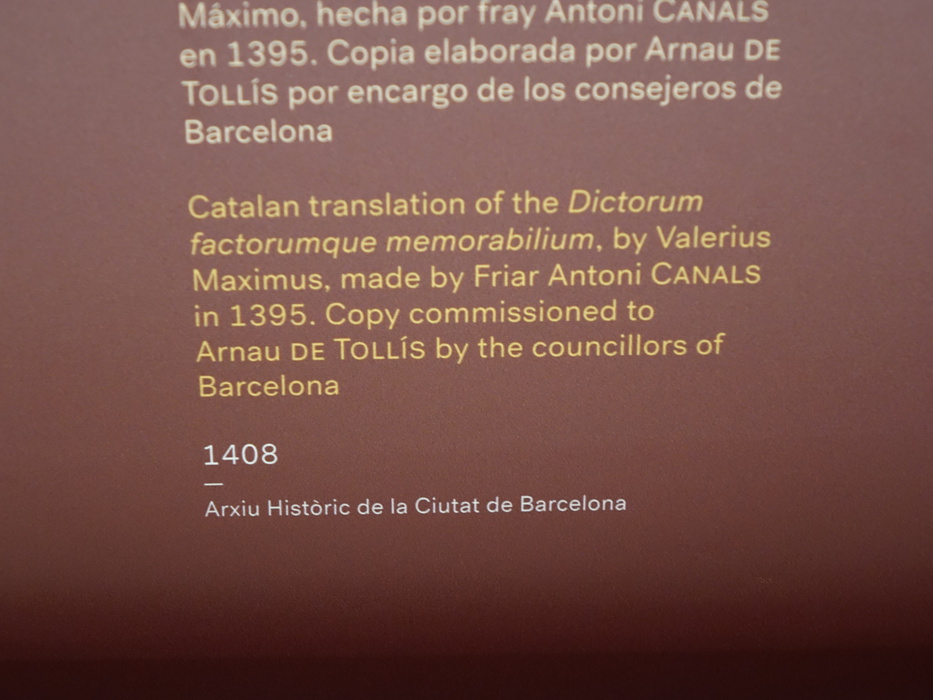 Máximo, hecha por fray Antoni CANALS
en 1395. Copia elaborada por Arnau DE
TOLLÍS por encargo de los consejeros de
Barcelona
Catalan translation of the Dictorum
factorumque memorabilium, by Valerius
Maximus, made by Friar Antoni CANALS
in 1395. Copy commissioned to
Arnau DE TOLLÍS by the councillors of
Barcelona
1408
—
Arxiu Històric de la Ciutat de Barcelona